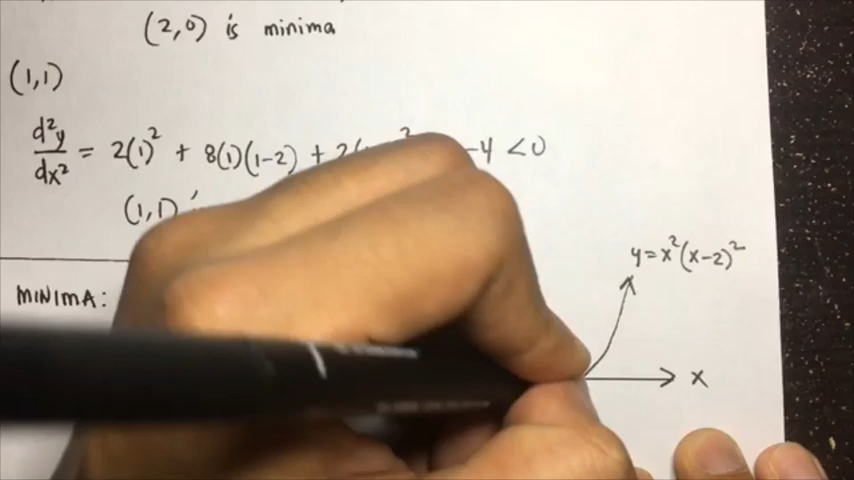 (2,0) is minima
(1,1)
d²y/dx² = 2(1)² + 8(1)(1-2) + 2( ² -4 <0
(1,1)
MINIMA:
y=x²(x-2)²
x